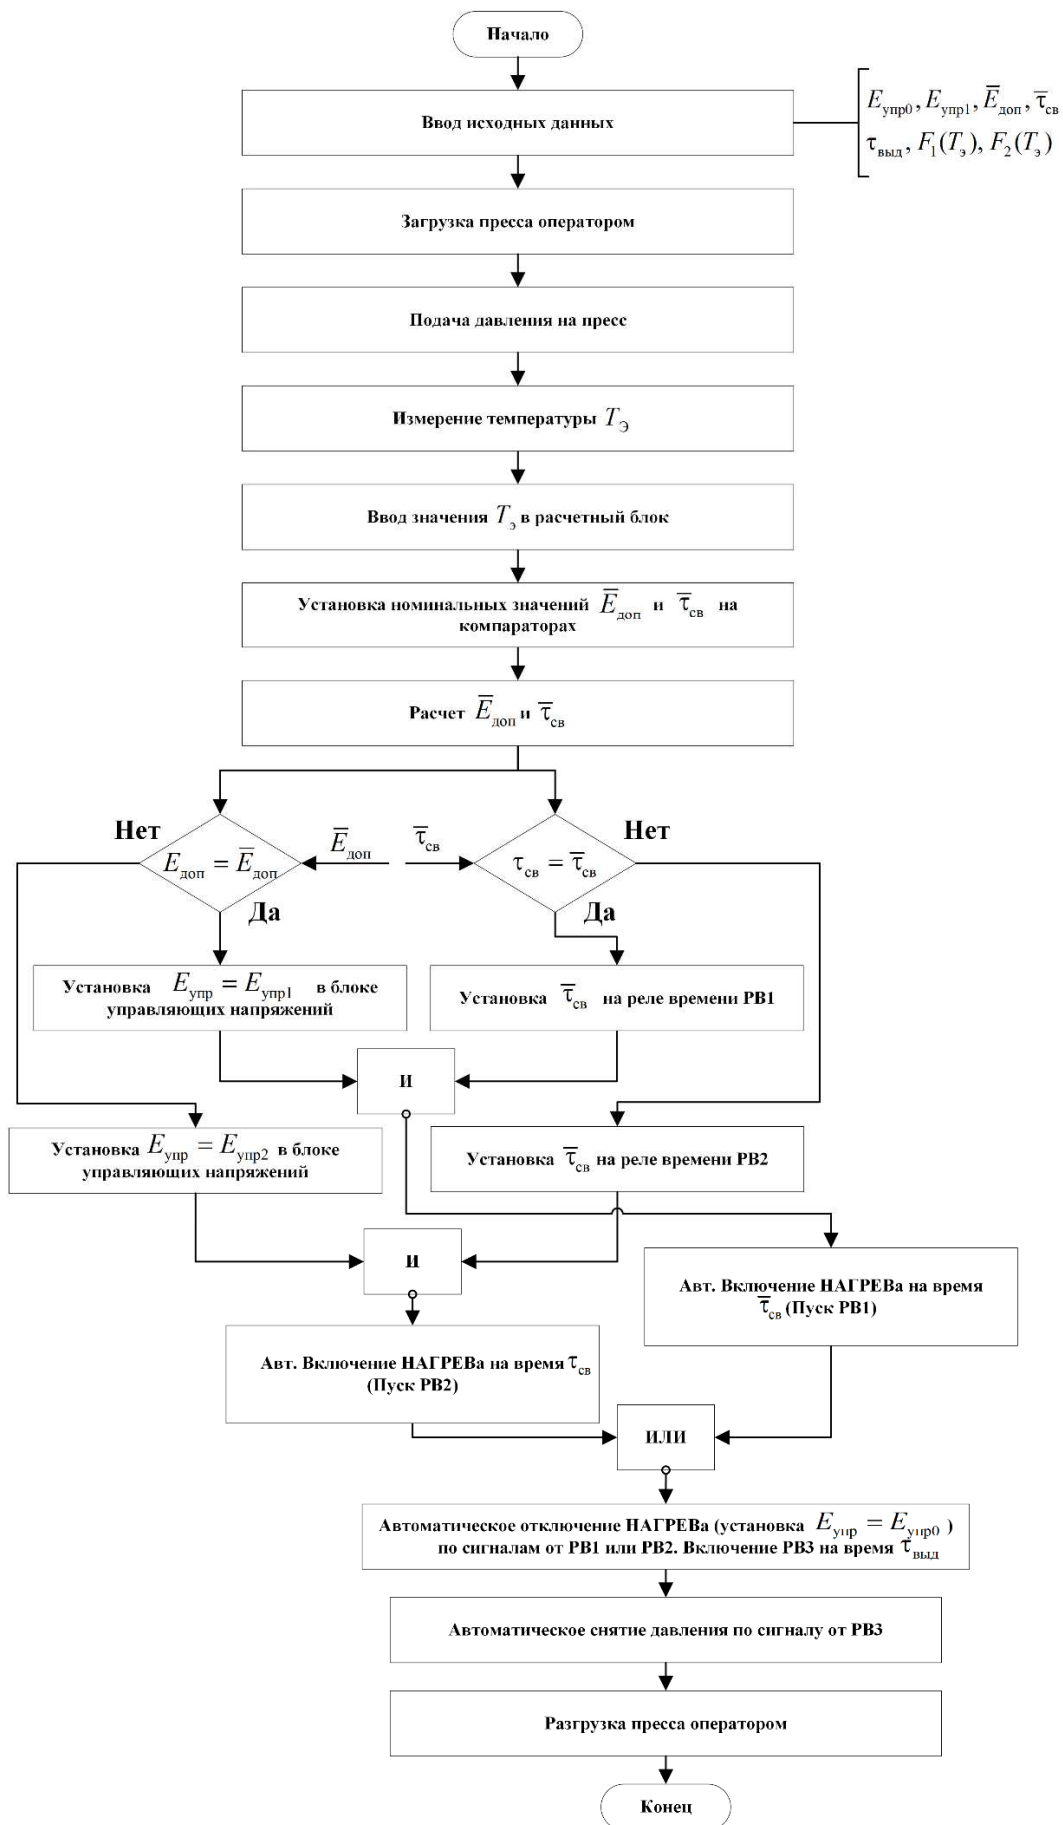 Начало
Ввод исходных данных
E_упр0, E_упр1, E̅_доп, τ̅_св
τ_выд, F_1(T_э), F_2(T_э)
Загрузка пресса оператором
Подача давления на пресс
Измерение температуры T_Э
Ввод значения T_э в расчетный блок
Установка номинальных значений E̅_доп и τ̅_св на
компараторах
Расчет E̅_доп и τ̅_св
Нет
E_доп = E̅_доп
Да
E̅_доп
τ̅_св
Нет
τ_св = τ̅_св
Да
Установка E_упр = E_упр1 в блоке
управляющих напряжений
Установка τ̅_св на реле времени РВ1
И
Установка E_упр = E_упр2 в блоке
управляющих напряжений
Установка τ̅_св на реле времени РВ2
И
Авт. Включение НАГРЕВа на время
τ̅_св (Пуск РВ1)
Авт. Включение НАГРЕВа на время τ_св
(Пуск РВ2)
ИЛИ
Автоматическое отключение НАГРЕВа (установка E_упр = E_упр0 )
по сигналам от РВ1 или РВ2. Включение РВ3 на время τ_выд
Автоматическое снятие давления по сигналу от РВ3
Разгрузка пресса оператором
Конец